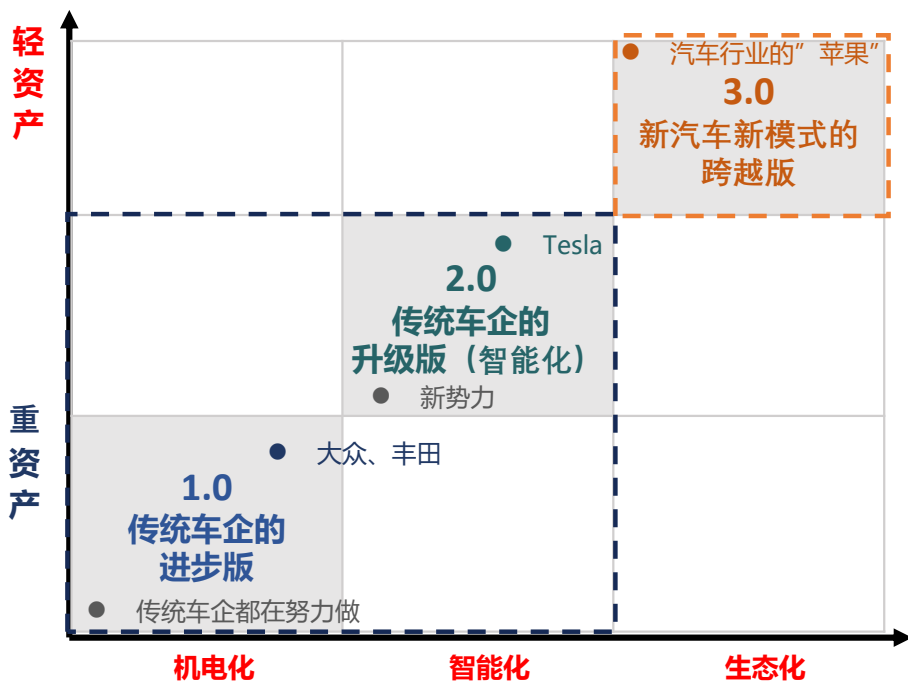 轻资产
汽车行业的”苹果”
3.0
新汽车新模式的
跨越版
Tesla
2.0
传统车企的
升级版（智能化）
新势力
重资产
大众、丰田
1.0
传统车企的
进步版
传统车企都在努力做
机电化
智能化
生态化